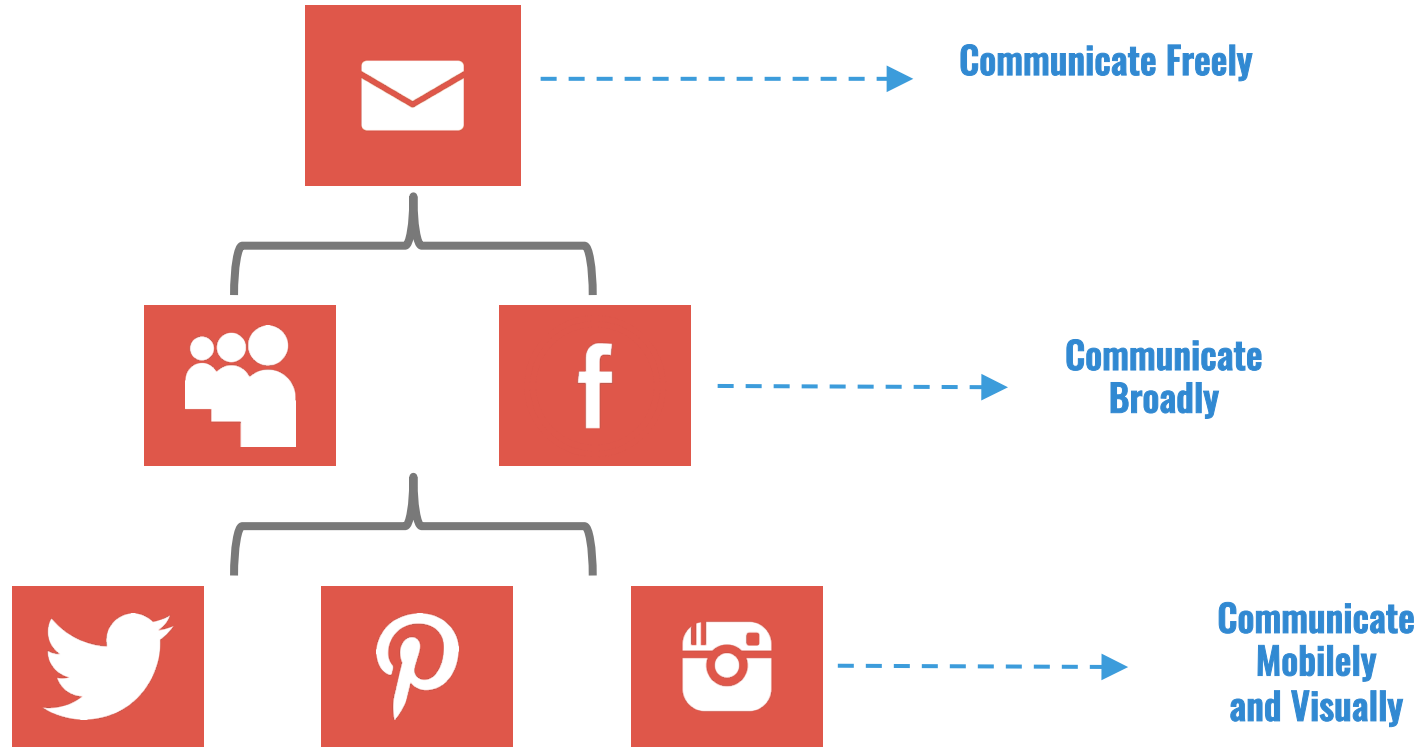 Communicate Freely
Communicate
Broadly
Communicate
Mobilely
and Visually